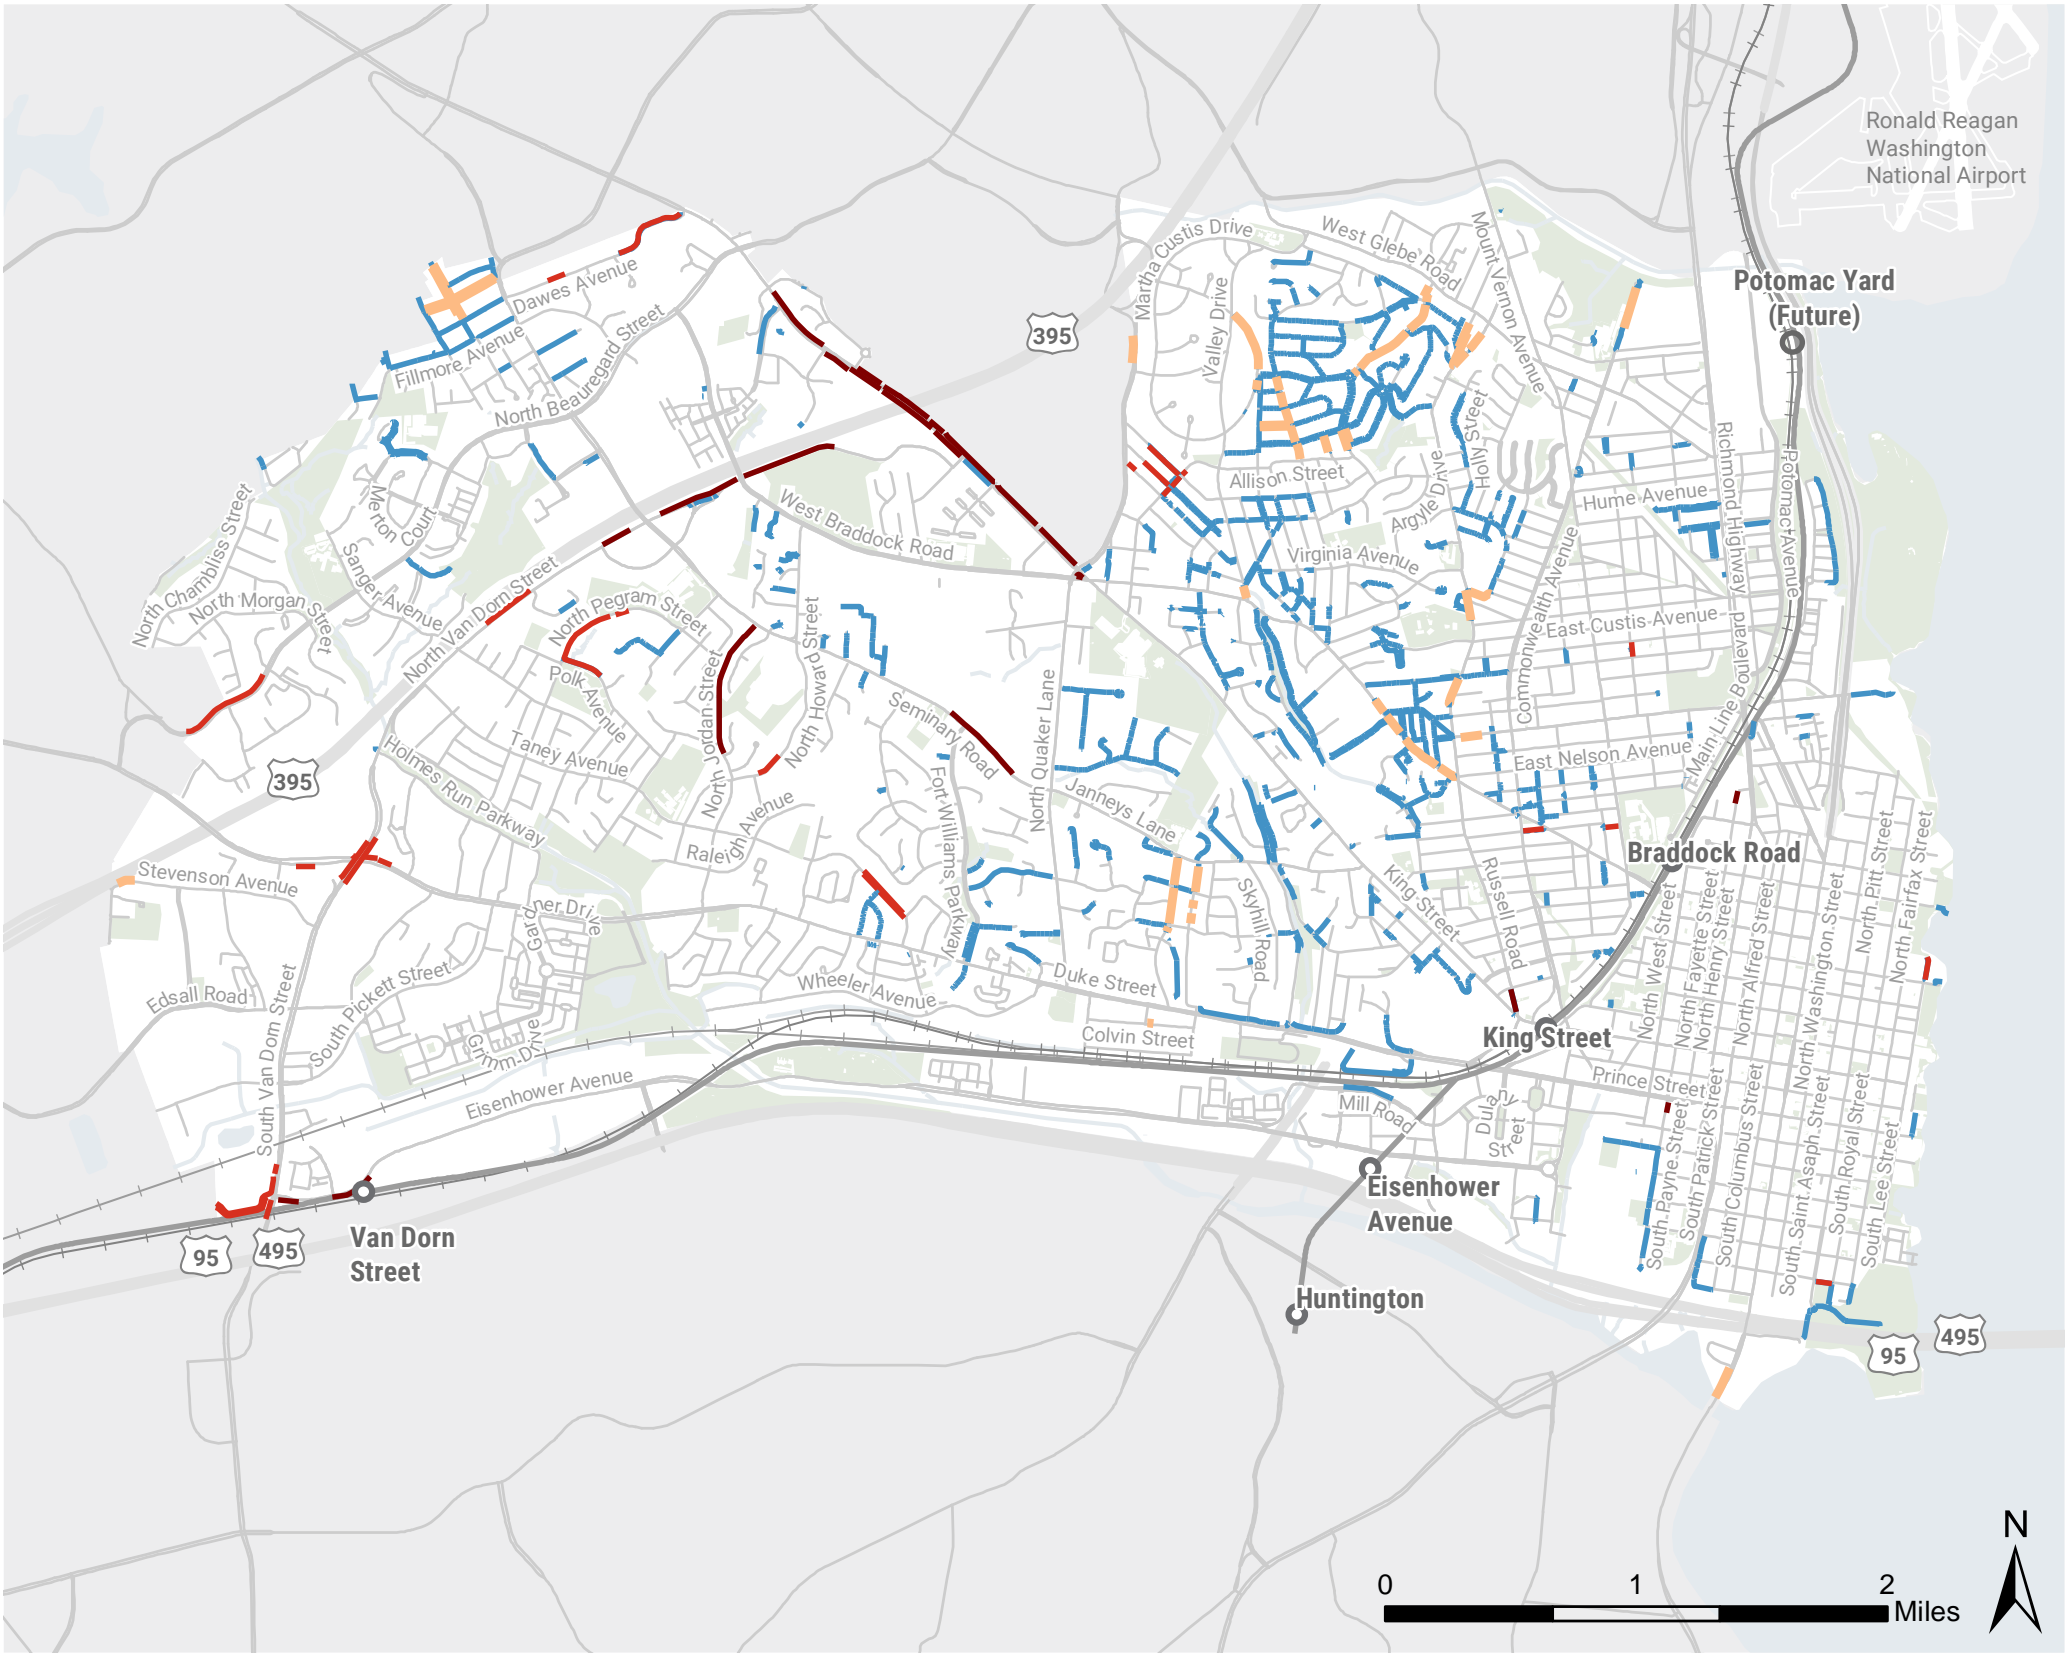 Ronald Reagan
Washington
National Airport
Martha Custis Drive
West Glebe Road
Mount Vernon Avenue
Potomac Yard
(Future)
Valley Drive
Dawes Avenue
Fillmore Avenue
North Beauregard Street
395
Holly Street
Allison Street
Argyle Drive
Hume Avenue
Richmond Highway
Potomac Avenue
North Chambliss Street
Merton Court
West Braddock Road
Virginia Avenue
Sanger Avenue
North Morgan Street
North Van Dorn Street
North Pegram Street
North Howard Street
Commonwealth Avenue
East Custis Avenue
Polk Avenue
North Jordan Street
Seminary Road
North Quaker Lane
Taney Avenue
East Nelson Avenue
Main Line Boulevard
395
Holmes Run Parkway
Janneys Lane
Fort Williams Parkway
Raleigh Avenue
Braddock Road
Stevenson Avenue
Skyhill Road
King Street
Russell Road
North Pitt Street
North Fairfax Street
Gardner Drive
North West Street
North Fayette Street
North Henry Street
North Alfred Street
North Washington Street
Duke Street
Wheeler Avenue
Edsall Road
South Pickett Street
South Van Dorn Street
Grimm Drive
Colvin Street
King Street
Prince Street
Eisenhower Avenue
Mill Road
Dulany
Street
South Payne Street
South Patrick Street
South Columbus Street
South Saint Asaph Street
South Royal Street
South Lee Street
Eisenhower
Avenue
Van Dorn
Street
95
495
Huntington
95
495
N
0 1 2
Miles